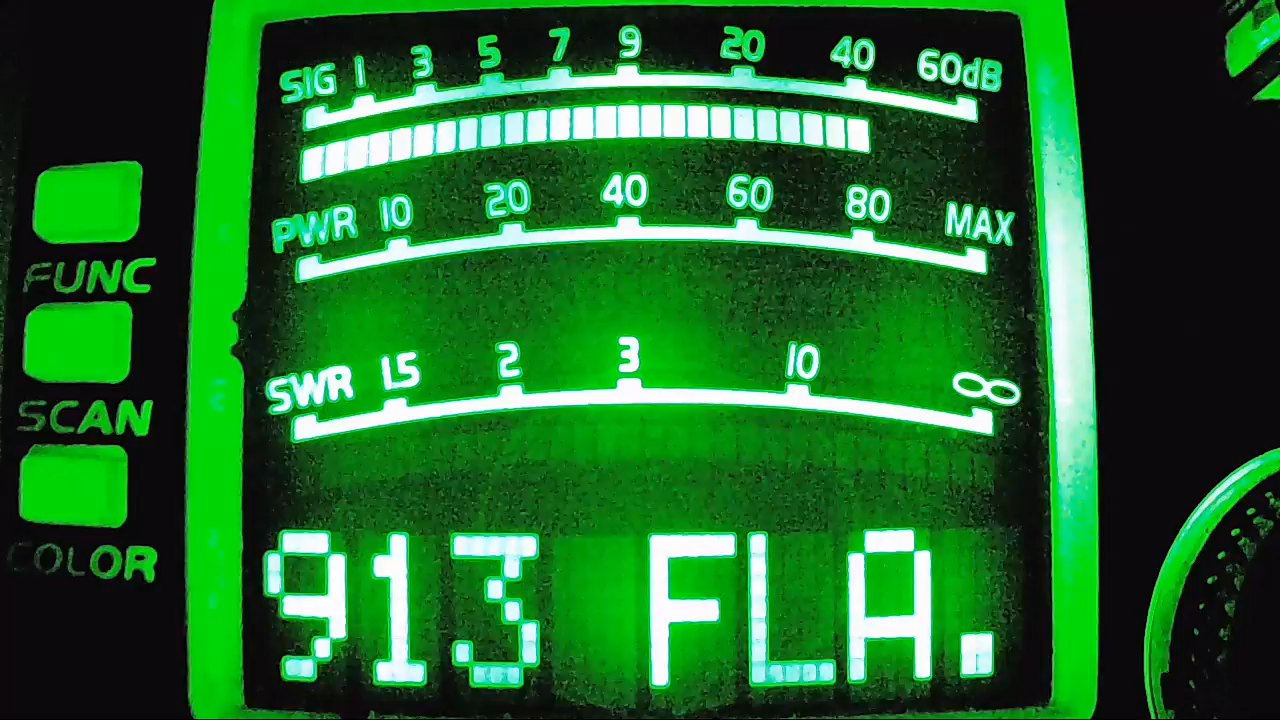 SIG 1 3 5 7 9 20 40 60dB
PWR 10 20 40 60 80 MAX
FUNC
SWR 1.5 2 3 10 ∞
SCAN
COLOR
913 FLA.